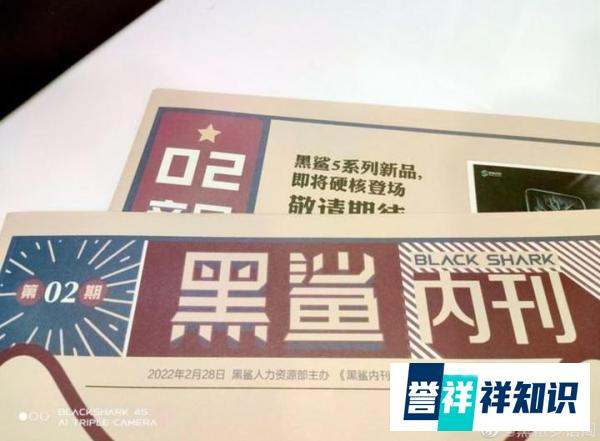 02
黑鲨5系列新品，
即将硬核登场
敬请期待
第 02 期
黑鲨
BLACK SHARK
内刊
2022年2月28日 黑鲨人力资源部主办 《黑鲨内刊
BLACKSHARK 4S
AI TRIPLE CAMERA
誉祥祥知识